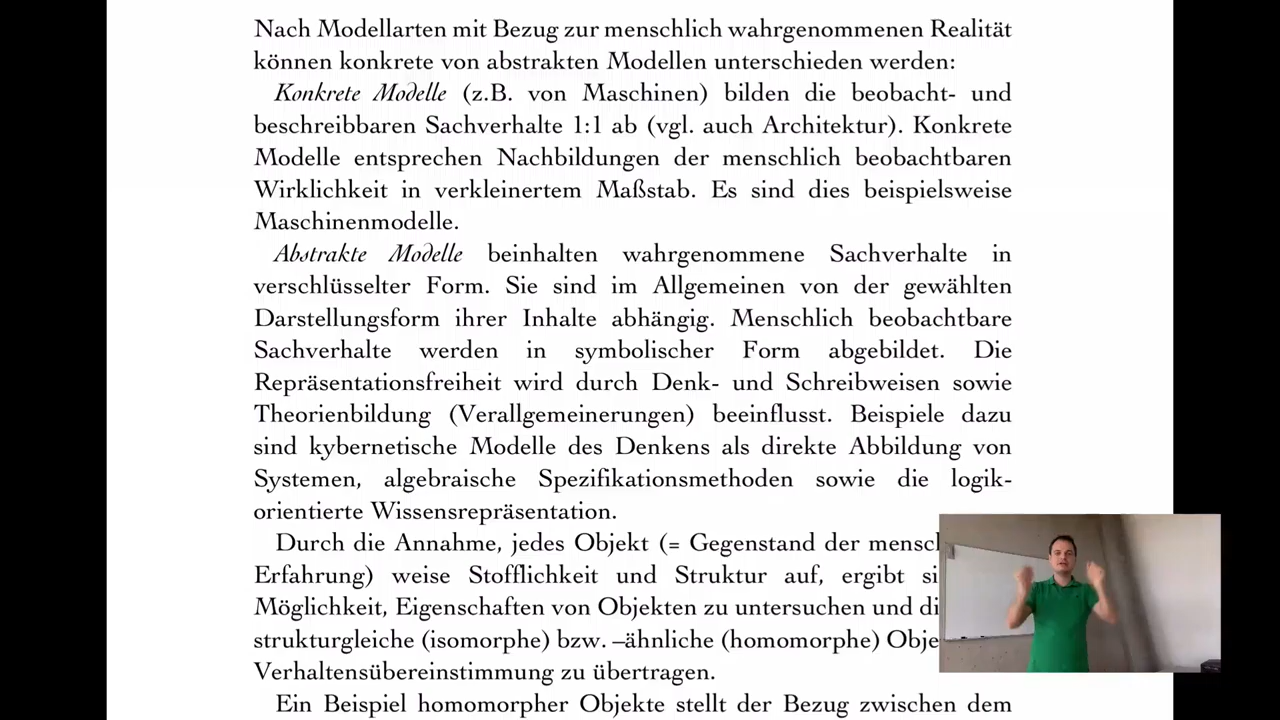 Nach Modellarten mit Bezug zur menschlich wahrgenommenen Realität
können konkrete von abstrakten Modellen unterschieden werden:
Konkrete Modelle (z.B. von Maschinen) bilden die beobacht- und
beschreibbaren Sachverhalte 1:1 ab (vgl. auch Architektur). Konkrete
Modelle entsprechen Nachbildungen der menschlich beobachtbaren
Wirklichkeit in verkleinertem Maßstab. Es sind dies beispielsweise
Maschinenmodelle.
Abstrakte Modelle beinhalten wahrgenommene Sachverhalte in
verschlüsselter Form. Sie sind im Allgemeinen von der gewählten
Darstellungsform ihrer Inhalte abhängig. Menschlich beobachtbare
Sachverhalte werden in symbolischer Form abgebildet. Die
Repräsentationsfreiheit wird durch Denk- und Schreibweisen sowie
Theorienbildung (Verallgemeinerungen) beeinflusst. Beispiele dazu
sind kybernetische Modelle des Denkens als direkte Abbildung von
Systemen, algebraische Spezifikationsmethoden sowie die logik-
orientierte Wissensrepräsentation.
Durch die Annahme, jedes Objekt (= Gegenstand der
Erfahrung) weise Stofflichkeit und Struktur auf, ergibt
Möglichkeit, Eigenschaften von Objekten zu untersuchen und
strukturgleiche (isomorphe) bzw. –ähnliche (homomorphe)
Verhaltensübereinstimmung zu übertragen.
Ein Beispiel homomorpher Objekte stellt der Bezug zwischen dem